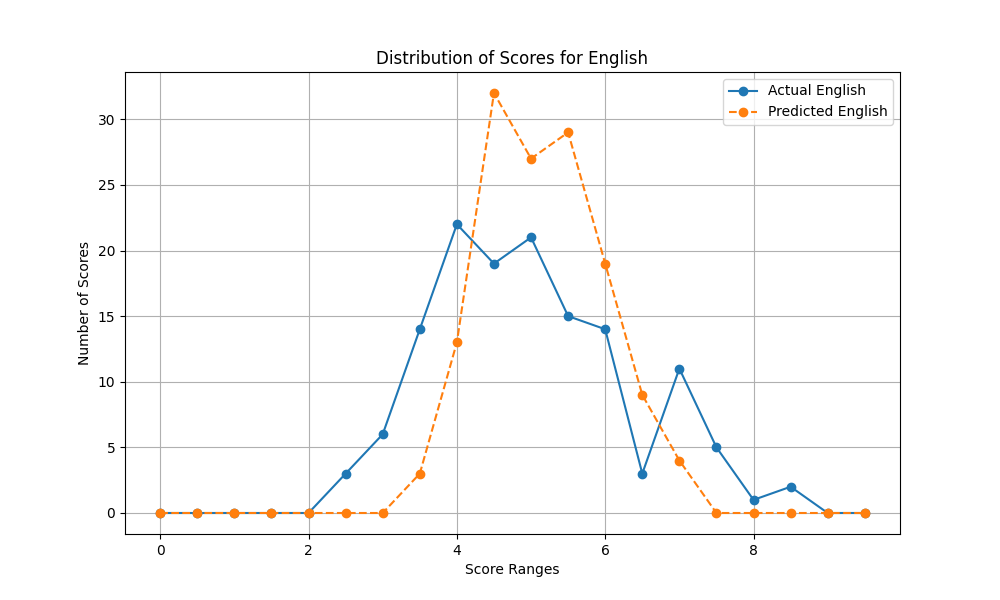 Distribution of Scores for English
Actual English
Predicted English
Number of Scores
30
25
20
15
10
5
0
0 2 4 6 8
Score Ranges